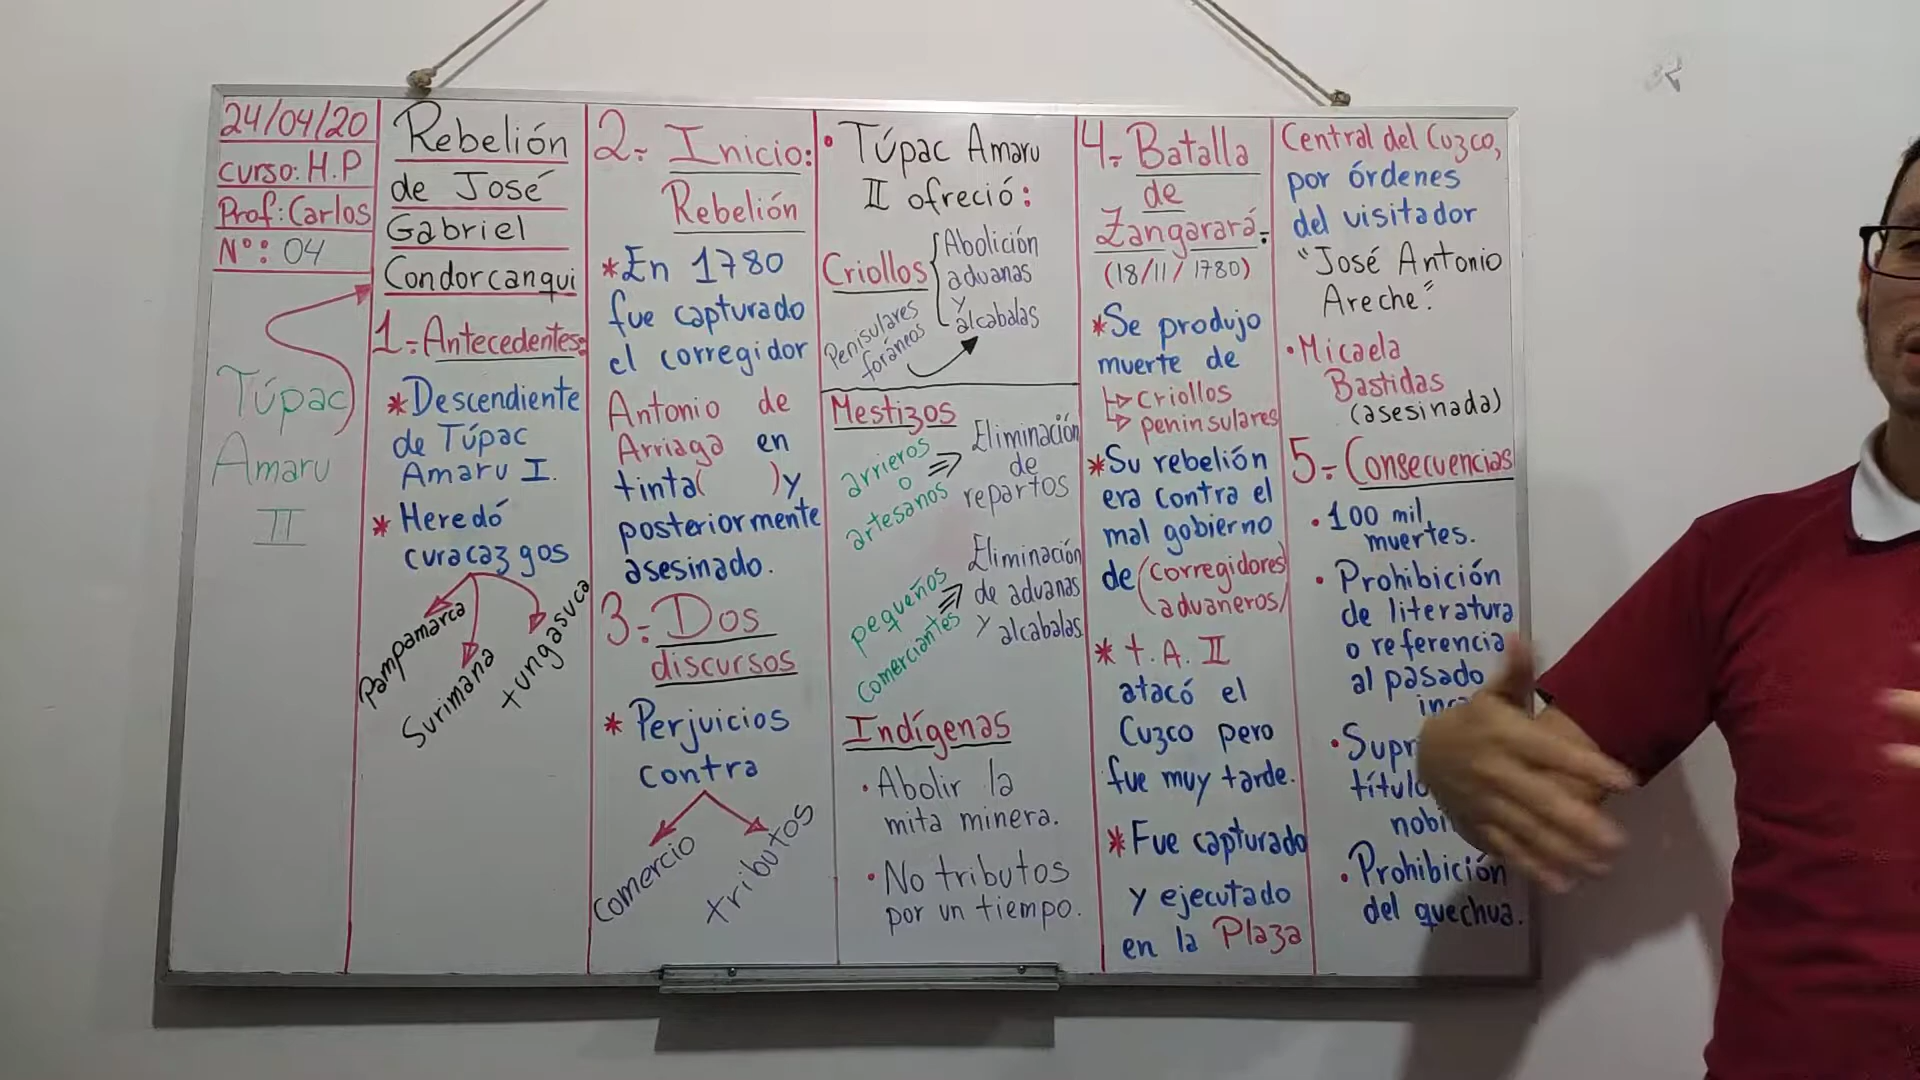 24/04/20
curso: H.P
Prof: Carlos
N°: 04
Túpac
Amaru
II
Rebelión
de José
Gabriel
Condorcanqui
1.- Antecedentes:
* Descendiente
de Túpac
Amaru I.
* Heredó
curacazgos
Pampamarca
Surimana
tungasuca
2.- Inicio:
Rebelión
* En 1780
fue capturado
el corregidor
Antonio de
Arriaga en
tinta( )y
posteriormente
asesinado.
3.- Dos
discursos
* Perjuicios
contra
Comercio
tributos
• Túpac Amaru
II ofreció:
Criollos
Abolición
aduanas
y
alcabalas
Penisulares
foráneos
Mestizos
arrieros
o
artesanos
Eliminación
de
repartos
pequeños
comerciantes
Eliminación
de aduanas
y alcabalas
Indígenas
• Abolir la
mita minera.
• No tributos
por un tiempo.
4.- Batalla
de
Zangarará.-
(18/11/1780)
* Se produjo
muerte de
criollos
peninsulares
* Su rebelión
era contra el
mal gobierno
de (corregidores
aduaneros)
* t.A. II
atacó el
Cuzco pero
fue muy tarde.
* Fue capturado
y ejecutado
en la Plaza
Central del Cuzco,
por órdenes
del visitador
"José Antonio
Areche".
• Micaela
Bastidas
(asesinada)
5.- Consecuencias
• 100 mil
muertes.
• Prohibición
de literatura
o referencia
al pasado
•
• Prohibición
del quechua.